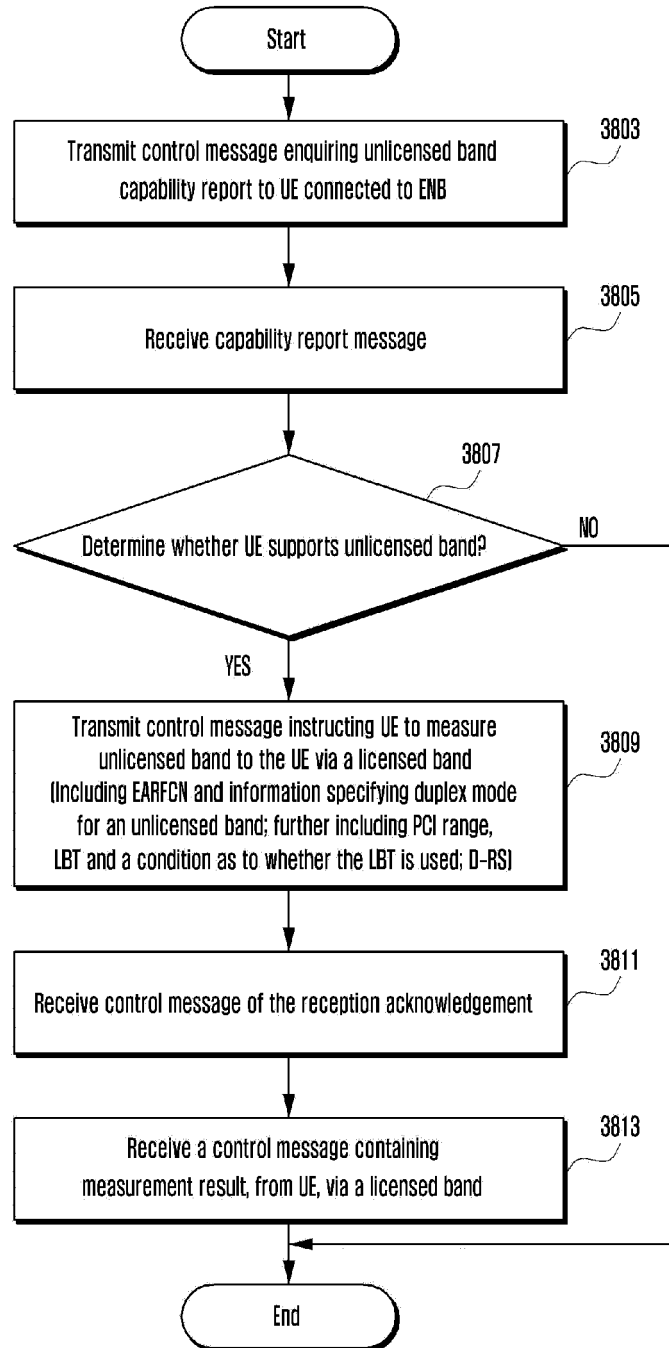 Start
3803
Transmit control message enquiring unlicensed band
capability report to UE connected to ENB
3805
Receive capability report message
3807
Determine whether UE supports unlicensed band?
NO
YES
Transmit control message instructing UE to measure
unlicensed band to the UE via a licensed band
(Including EARFCN and information specifying duplex mode
for an unlicensed band; further including PCI range,
LBT and a condition as to whether the LBT is used; D-RS)
3809
3811
Receive control message of the reception acknowledgement
3813
Receive a control message containing
measurement result, from UE, via a licensed band
End